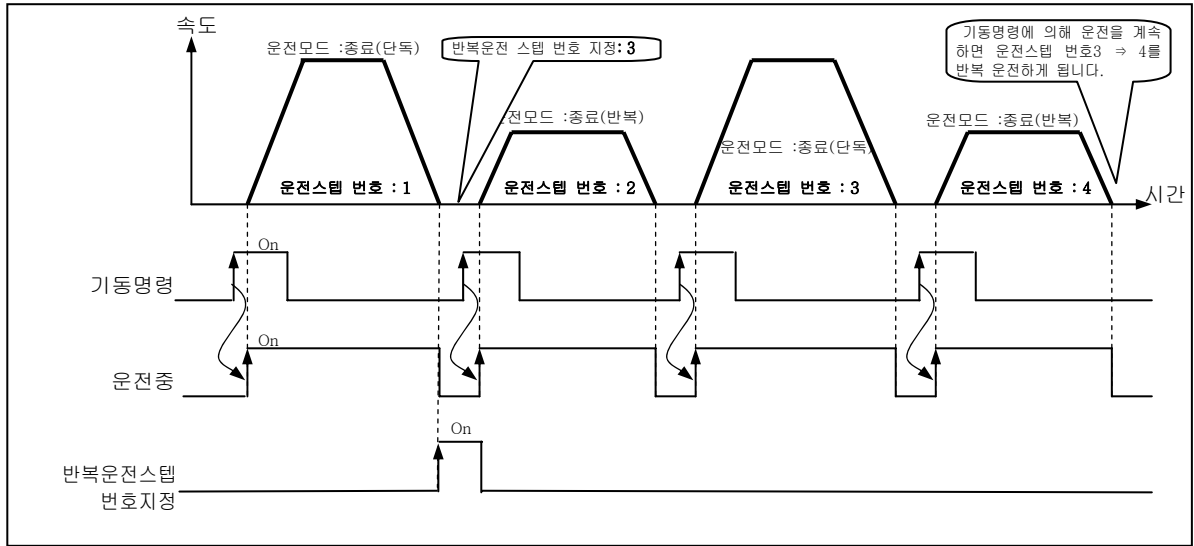 속도
운전모드 :종료(단독)
반복운전 스텝 번호 지정:3
기동명령에 의해 운전을 계속
하면 운전스텝 번호3 ⇒ 4를
반복 운전하게 됩니다.
운전모드 :종료(반복)
운전모드 :종료(단독)
운전모드 :종료(반복)
운전스텝 번호 : 1
운전스텝 번호 : 2
운전스텝 번호 : 3
운전스텝 번호 : 4
시간
On
기동명령
On
운전중
On
반복운전스텝
번호지정